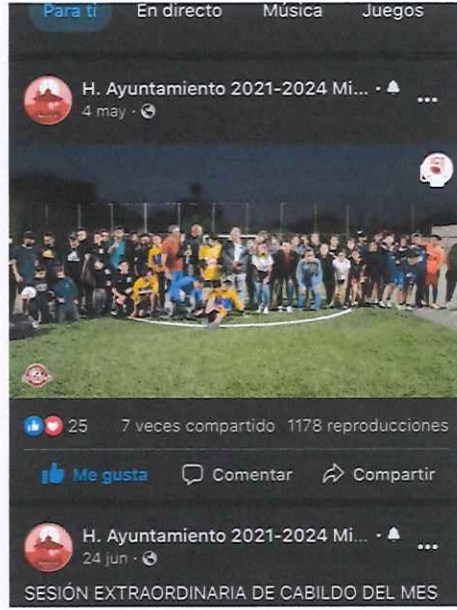 Para ti En directo Música Juegos
H. Ayuntamiento 2021-2024 Mi...
4 may
25 7 veces compartido 1178 reproducciones
Me gusta Comentar Compartir
H. Ayuntamiento 2021-2024 Mi...
24 jun
SESIÓN EXTRAORDINARIA DE CABILDO DEL MES